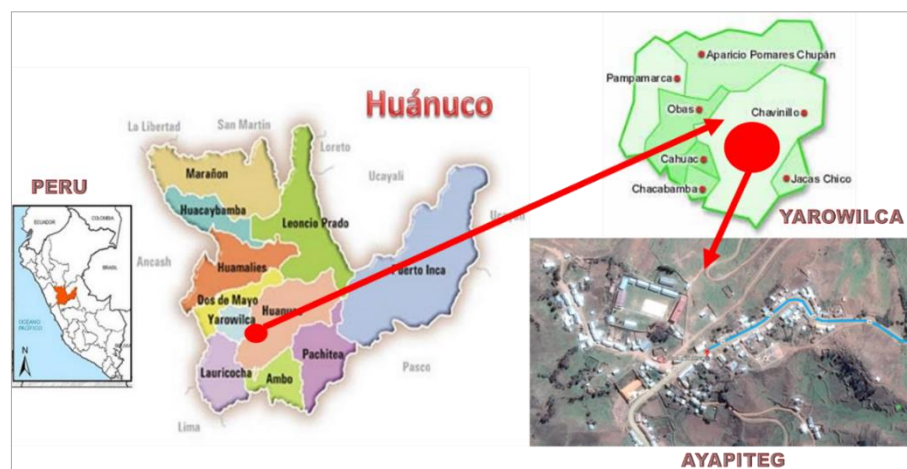 Huánuco
La Libertad
San Martín
Loreto
Ucayali
Ancash
Pasco
Lima
Marañon
Huacaybamba
Leoncio Prado
Huamalies
Dos de Mayo
Yarowilca
Puerto Inca
Lauricocha
Ambo
Pachitea
PERU
ECUADOR
COLOMBIA
BRASIL
OCEANO
PACÍFICO
N
Aparicio Pomares Chupán
Pampamarca
Obas
Chavinillo
Cahuac
Chacabamba
Jacas Chico
YAROWILCA
AYAPITEG